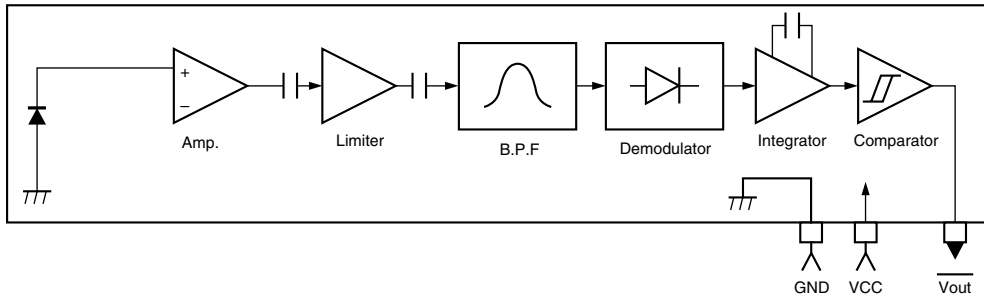 +
−
Amp.
Limiter
B.P.F
Demodulator
Integrator
Comparator
GND
VCC
Vout